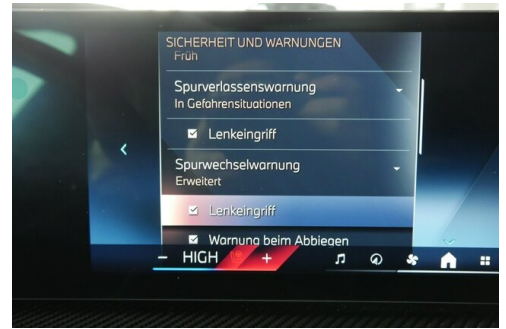 SICHERHEIT UND WARNUNGEN
Früh
Spurverlassenswarnung
In Gefahrensituationen
Lenkeingriff
Spurwechselwarnung
Erweitert
Lenkeingriff
Warnung beim Abbiegen
- HIGH +